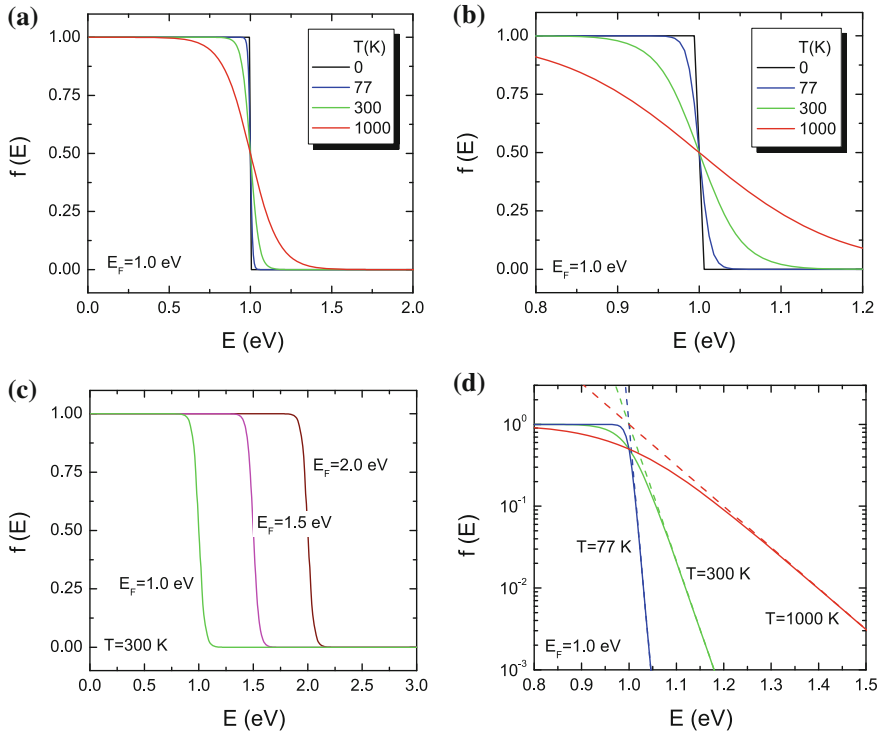 (a)
1.00
0.75
0.50
0.25
0.00
f (E)
T(K)
0
77
300
1000
E_F=1.0 eV
0.0 0.5 1.0 1.5 2.0
E (eV)
(b)
1.00
0.75
0.50
0.25
0.00
f (E)
T(K)
0
77
300
1000
E_F=1.0 eV
0.8 0.9 1.0 1.1 1.2
E (eV)
(c)
1.00
0.75
0.50
0.25
0.00
f (E)
E_F=2.0 eV
E_F=1.5 eV
E_F=1.0 eV
T=300 K
0.0 0.5 1.0 1.5 2.0 2.5 3.0
E (eV)
(d)
10^0
10^-1
10^-2
10^-3
f (E)
T=77 K
T=300 K
T=1000 K
E_F=1.0 eV
0.8 0.9 1.0 1.1 1.2 1.3 1.4 1.5
E (eV)